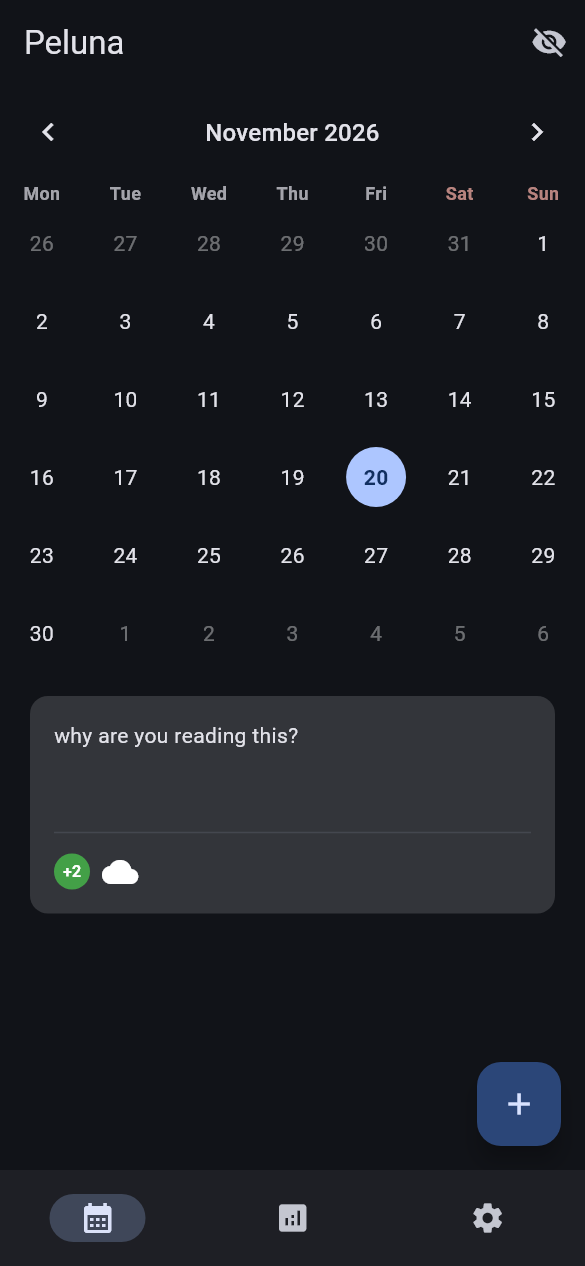 Peluna
November 2026
Mon Tue Wed Thu Fri Sat Sun
26 27 28 29 30 31 1
2 3 4 5 6 7 8
9 10 11 12 13 14 15
16 17 18 19 20 21 22
23 24 25 26 27 28 29
30 1 2 3 4 5 6
why are you reading this?
+2